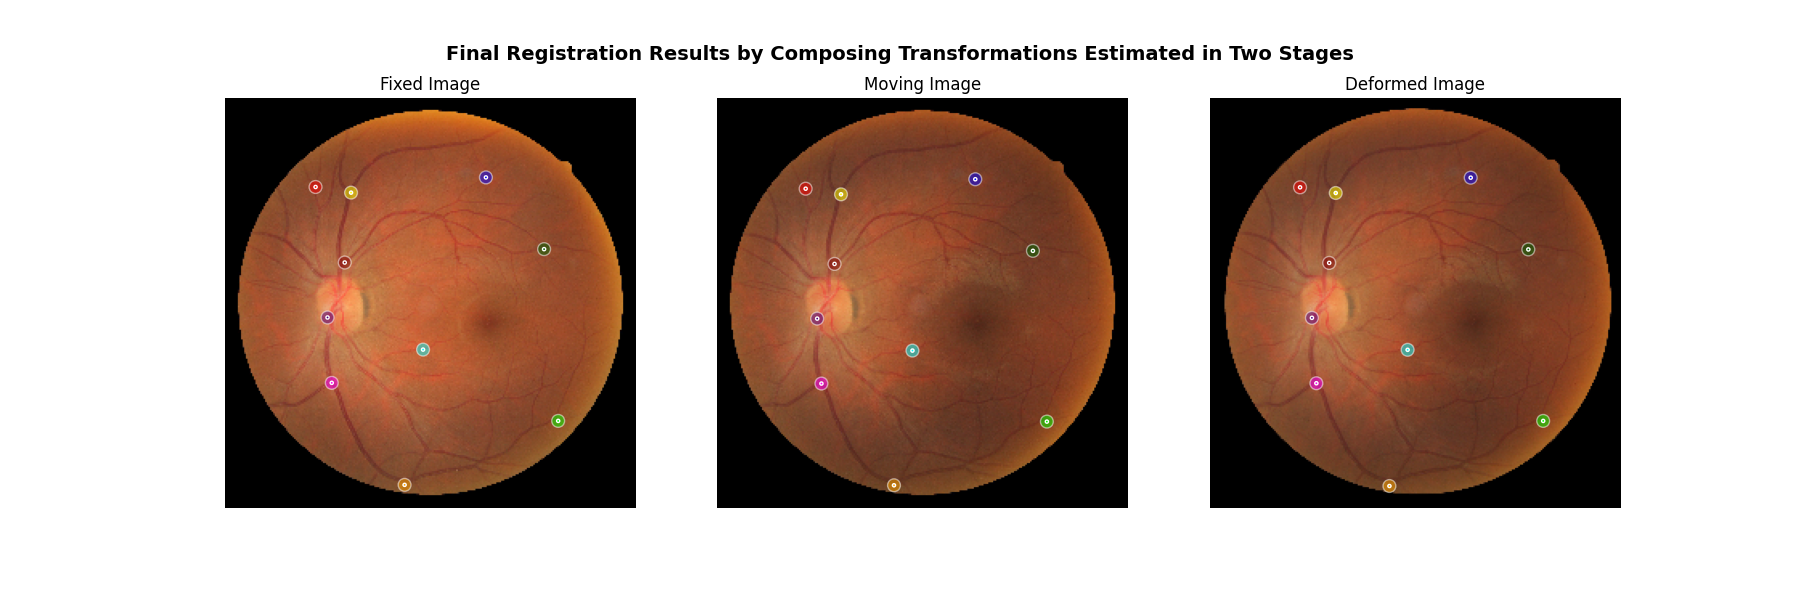 Final Registration Results by Composing Transformations Estimated in Two Stages
Fixed Image
Moving Image
Deformed Image